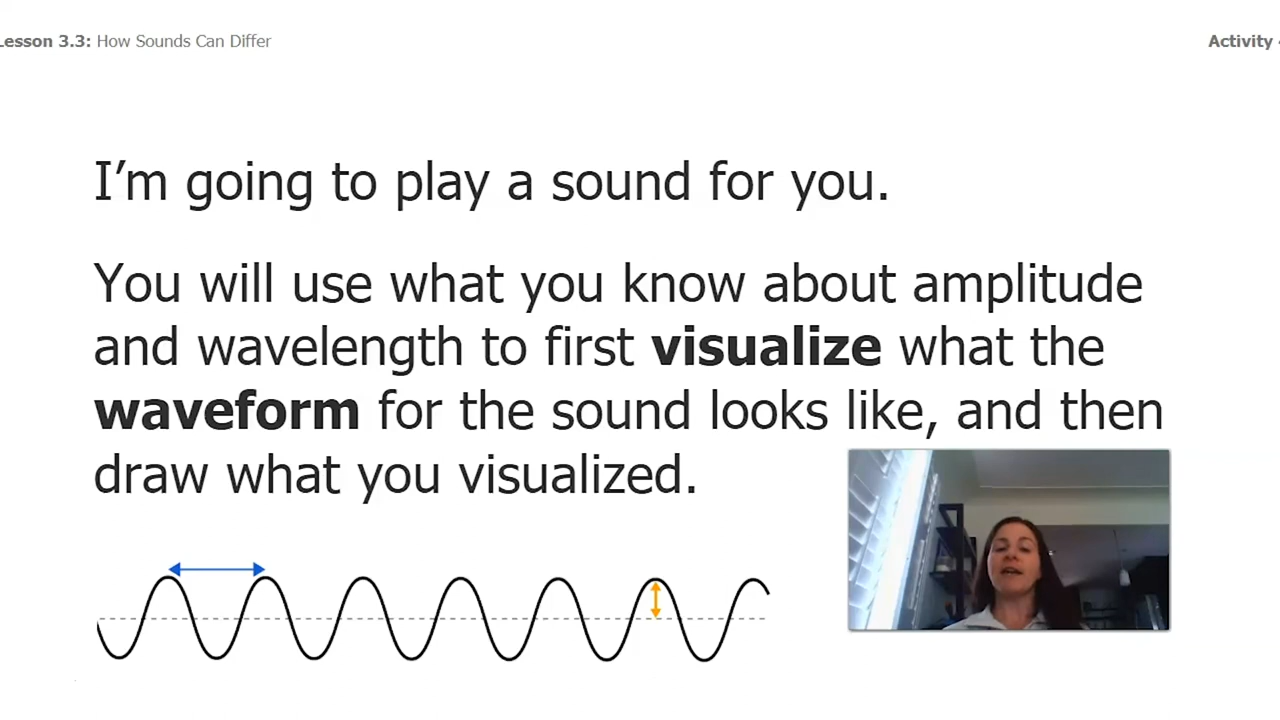 Lesson 3.3: How Sounds Can Differ
Activity
I’m going to play a sound for you.
You will use what you know about amplitude
and wavelength to first visualize what the
waveform for the sound looks like, and then
draw what you visualized.